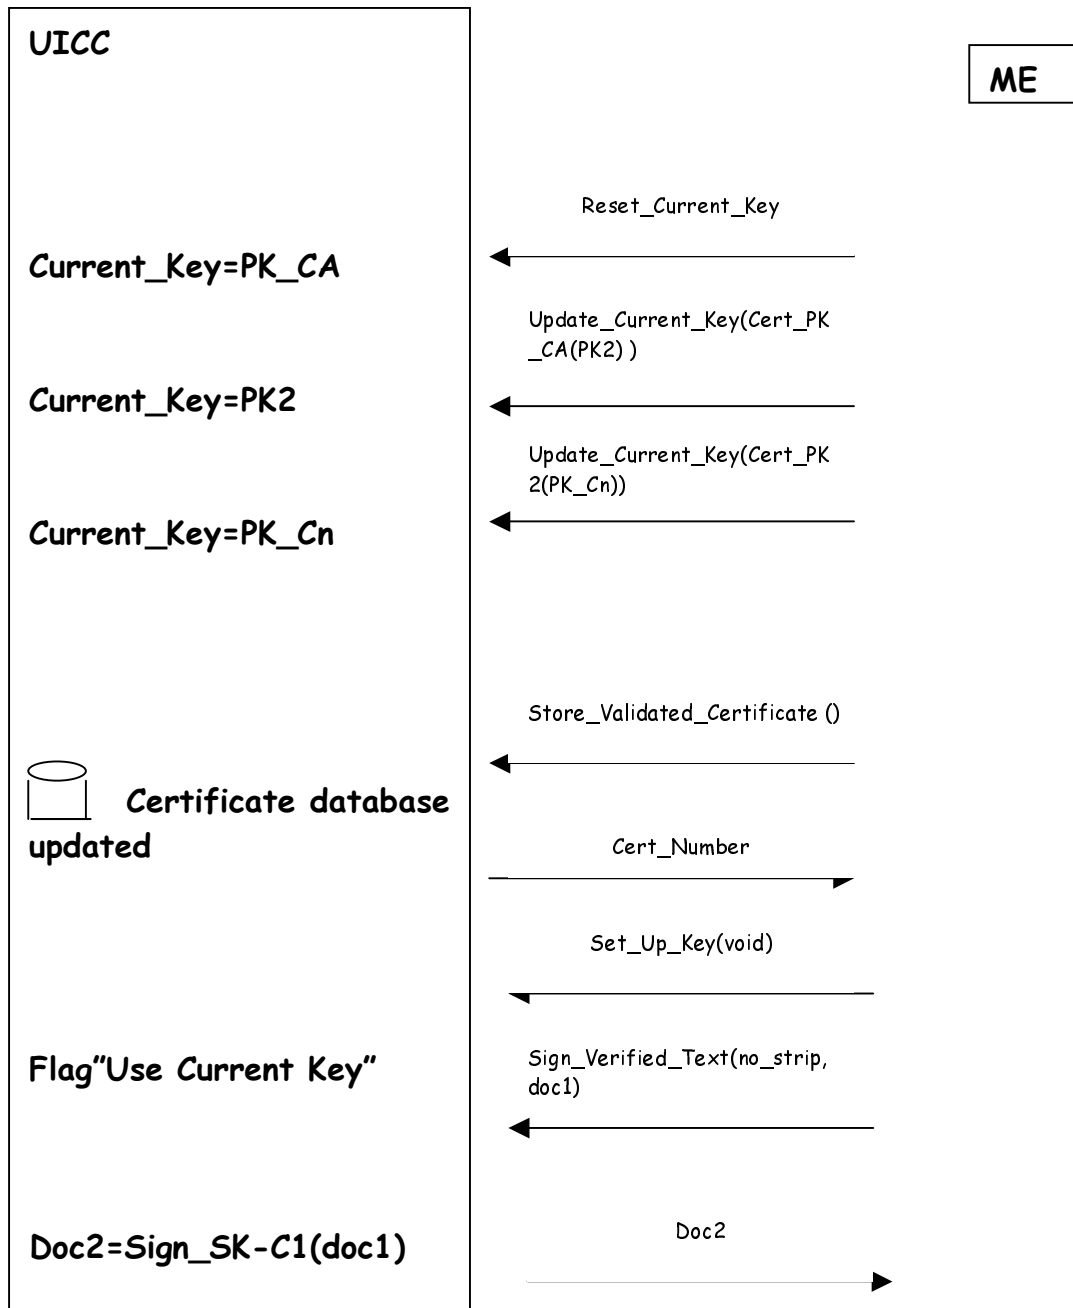 UICC
ME
Reset_Current_Key
Current_Key=PK_CA
Update_Current_Key(Cert_PK
_CA(PK2) )
Current_Key=PK2
Update_Current_Key(Cert_PK
2(PK_Cn))
Current_Key=PK_Cn
Store_Validated_Certificate ()
Certificate database
updated
Cert_Number
Set_Up_Key(void)
Flag”Use Current Key”
Sign_Verified_Text(no_strip,
doc1)
Doc2
Doc2=Sign_SK-C1(doc1)